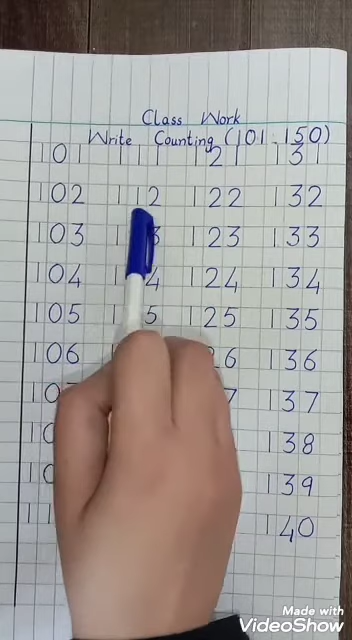 Class Work
Write Counting (101-150)
101 111 121 131
102 112 122 132
103 123 133
104 124 134
105 125 135
106 136
137
138
139
140
Made with
VideoShow